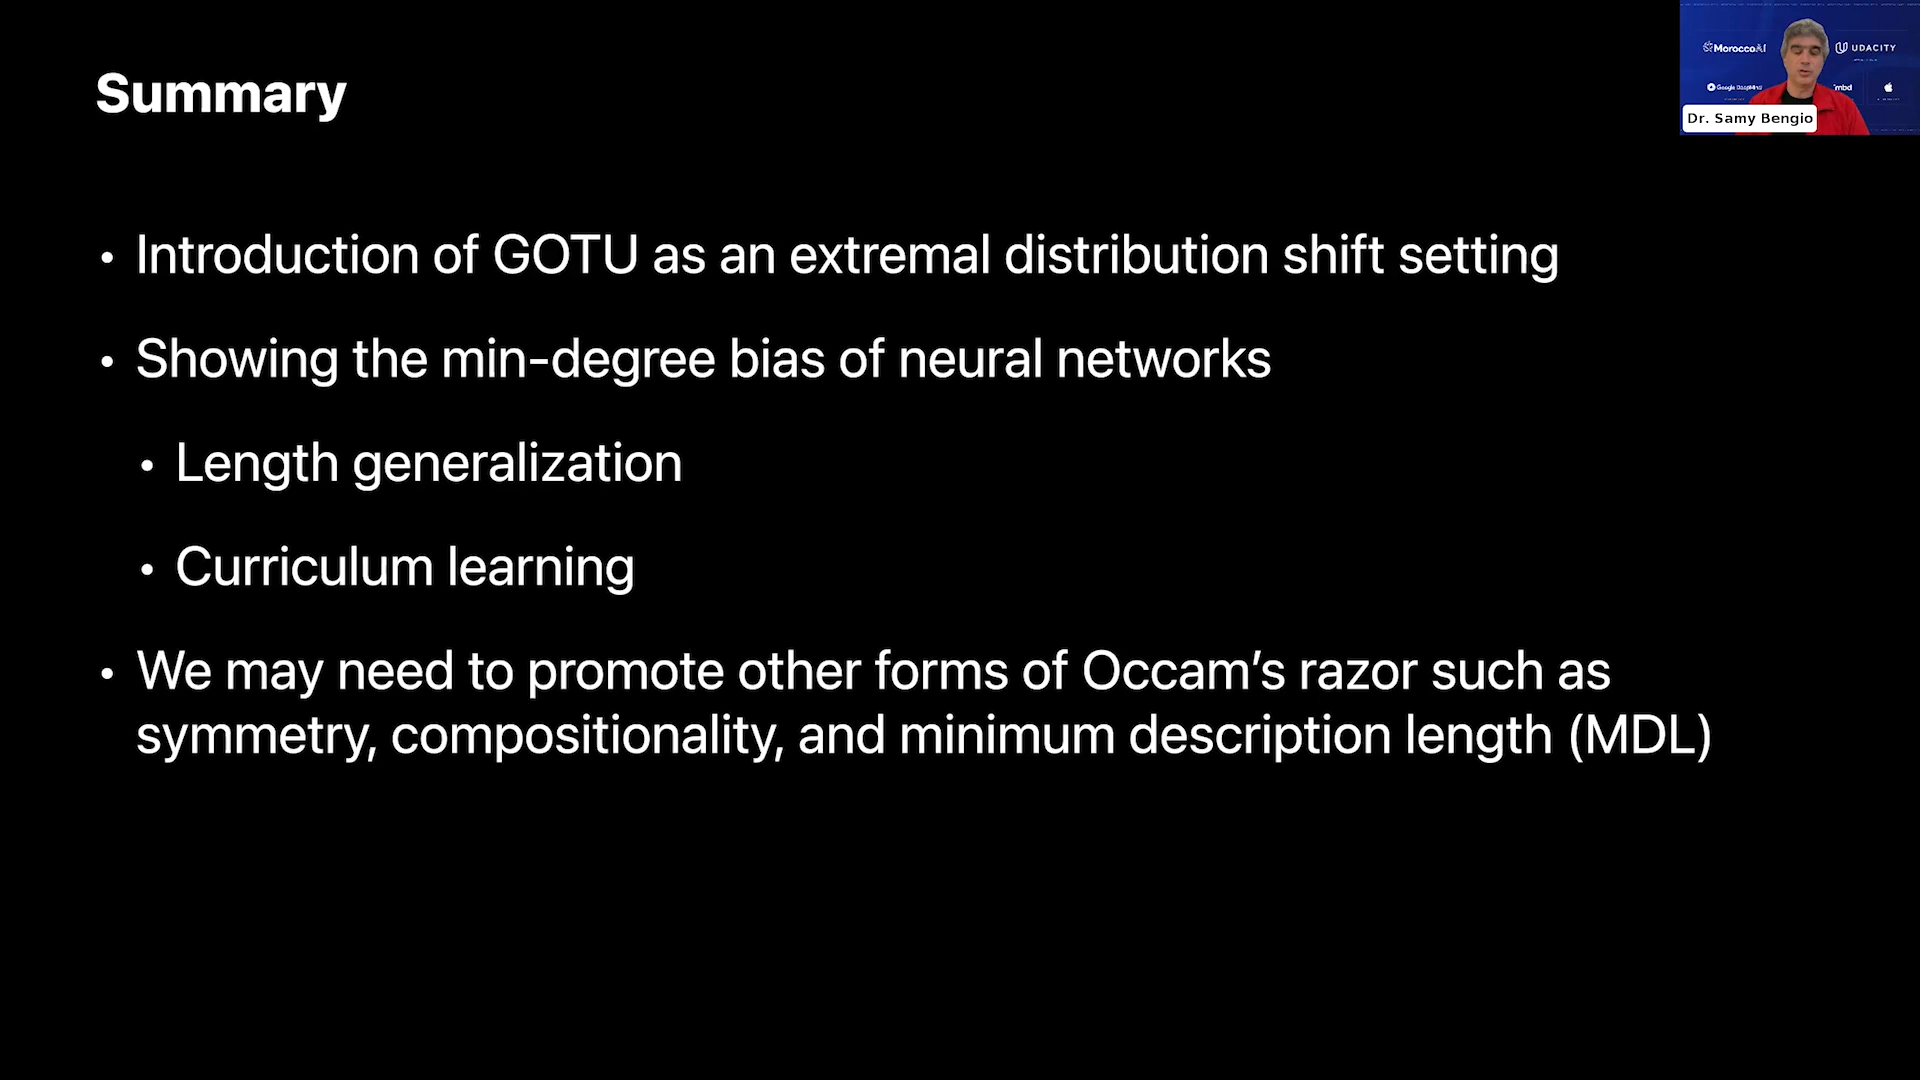 Summary
MoroccoAI
UDACITY
Google DeepMind
Dr. Samy Bengio
• Introduction of GOTU as an extremal distribution shift setting
• Showing the min-degree bias of neural networks
• Length generalization
• Curriculum learning
• We may need to promote other forms of Occam’s razor such as
symmetry, compositionality, and minimum description length (MDL)